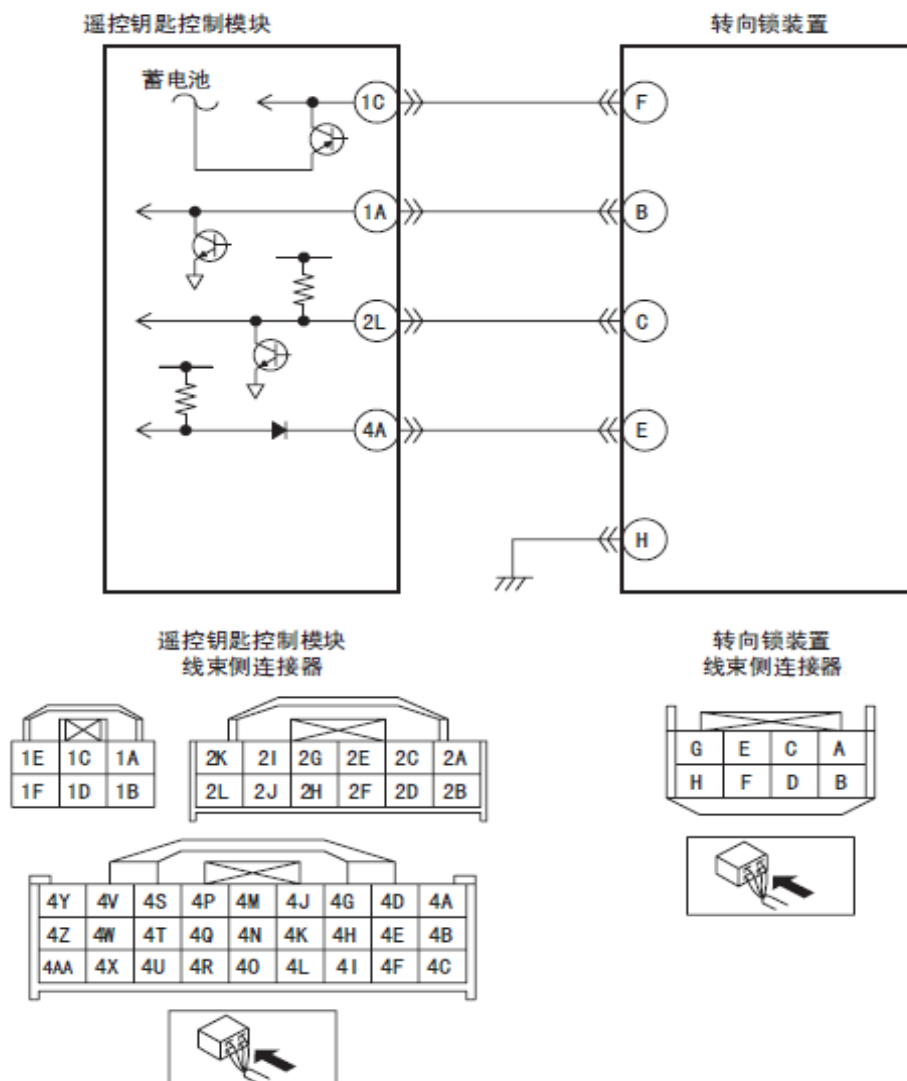 遥控钥匙控制模块
转向锁装置
蓄电池
1C
F
1A
B
2L
C
4A
E
H
遥控钥匙控制模块
线束侧连接器
转向锁装置
线束侧连接器
1E 1C 1A
1F 1D 1B
2K 2I 2G 2E 2C 2A
2L 2J 2H 2F 2D 2B
G E C A
H F D B
4Y 4V 4S 4P 4M 4J 4G 4D 4A
4Z 4W 4T 4Q 4N 4K 4H 4E 4B
4AA 4X 4U 4R 4O 4L 4I 4F 4C